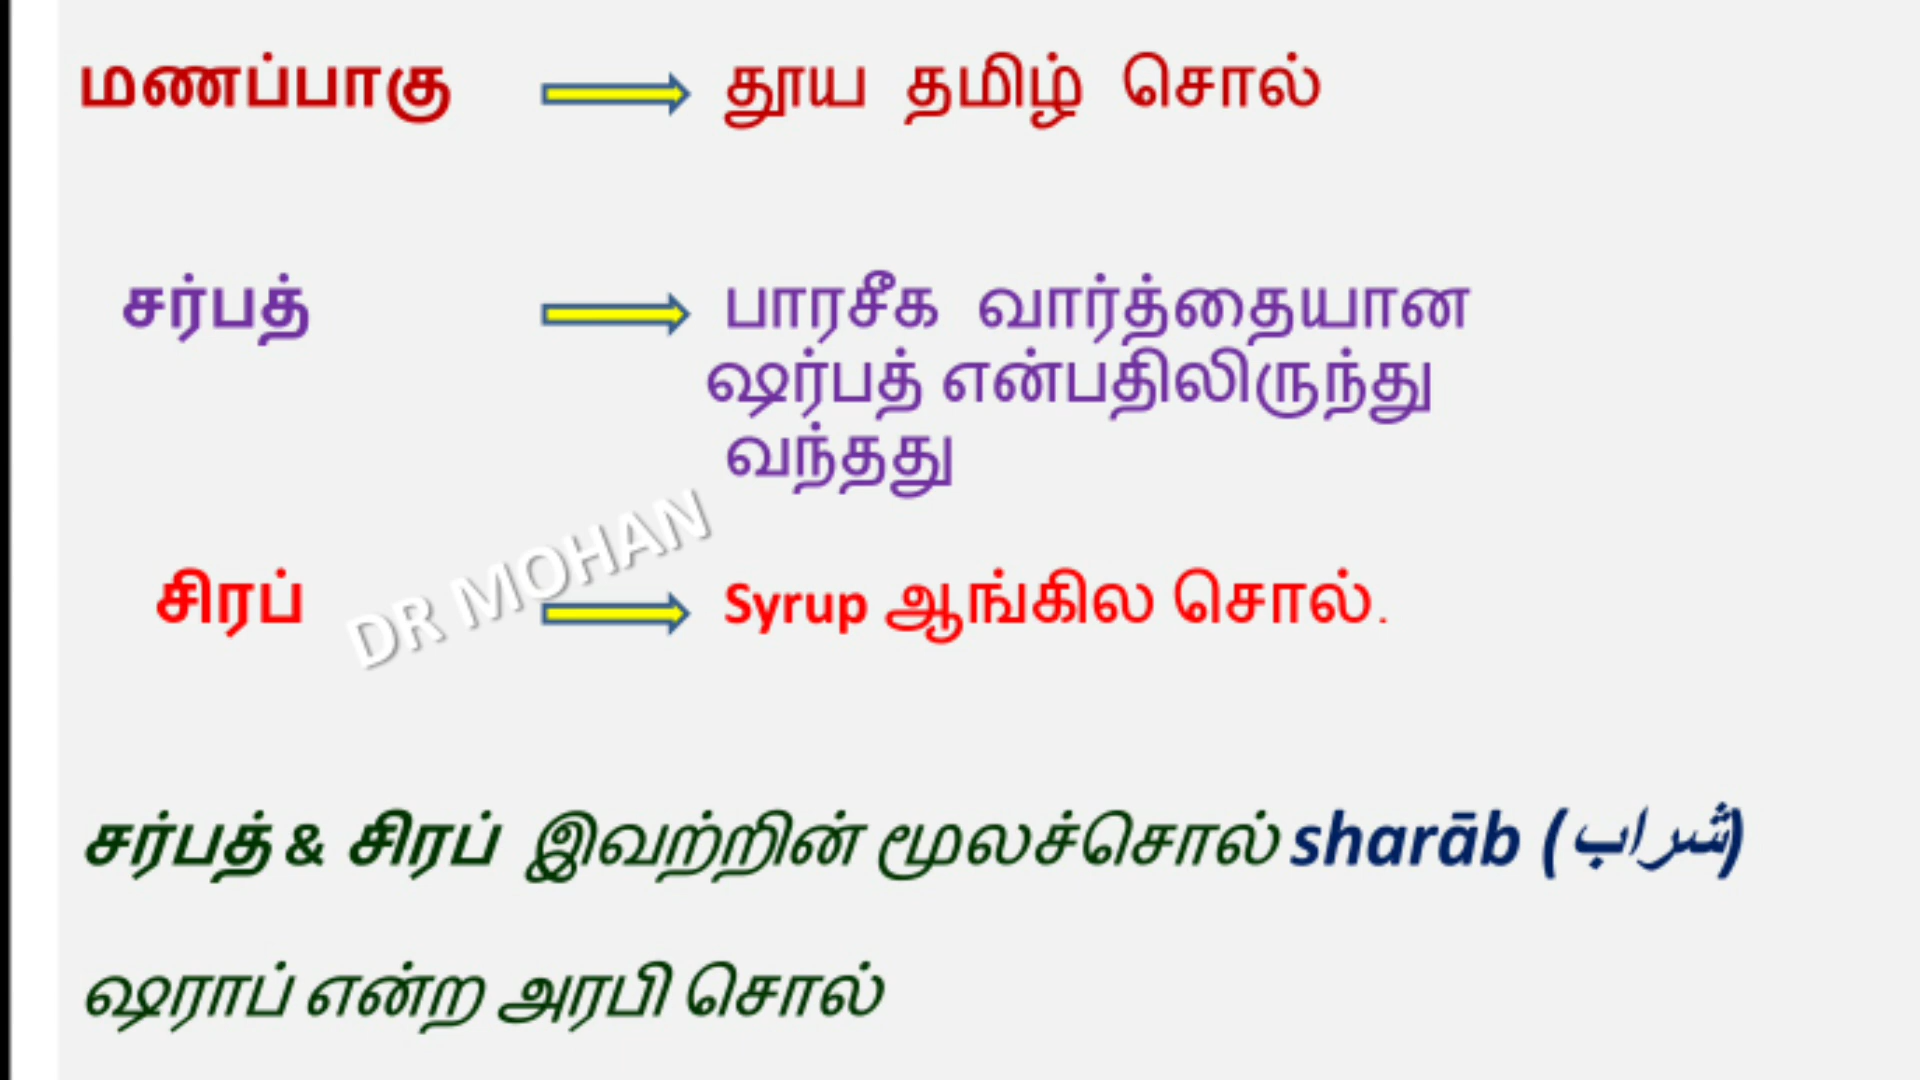 மணப்பாகு தூய தமிழ் சொல்
சர்பத் பாரசீக வார்த்தையான
ஷர்பத் என்பதிலிருந்து
வந்தது
DR MOHAN
சிரப் Syrup ஆங்கில சொல்.
சர்பத் & சிரப் இவற்றின் மூலச்சொல் sharāb (شراب)
ஷராப் என்ற அரபி சொல்